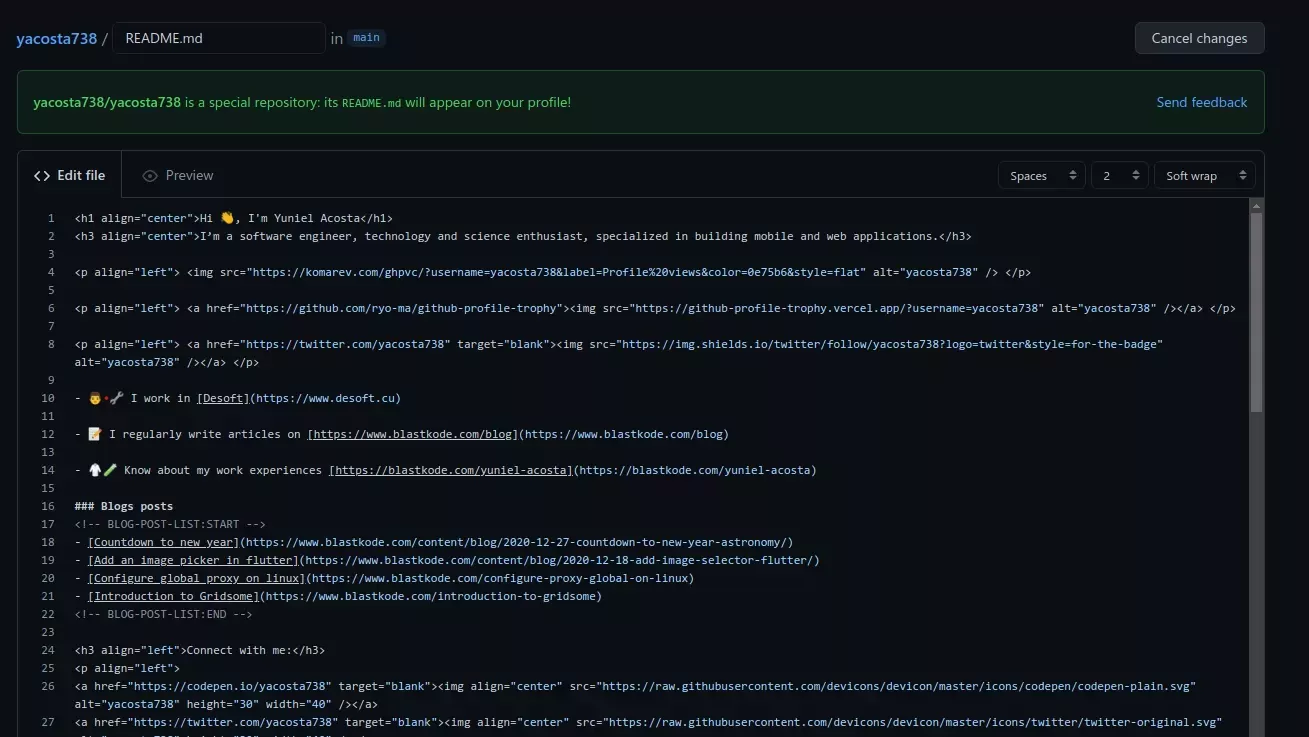 yacosta738 / README.md in main Cancel changes
yacosta738/yacosta738 is a special repository: its README.md will appear on your profile! Send feedback
<> Edit file Preview Spaces 2 Soft wrap
1 <h1 align="center">Hi 👋, I'm Yuniel Acosta</h1>
2 <h3 align="center">I’m a software engineer, technology and science enthusiast, specialized in building mobile and web applications.</h3>
3
4 <p align="left"> <img src="https://komarev.com/ghpvc/?username=yacosta738&label=Profile%20views&color=0e75b6&style=flat" alt="yacosta738" /> </p>
5
6 <p align="left"> <a href="https://github.com/ryo-ma/github-profile-trophy"><img src="https://github-profile-trophy.vercel.app/?username=yacosta738" alt="yacosta738" /></a> </p>
7
8 <p align="left"> <a href="https://twitter.com/yacosta738" target="blank"><img src="https://img.shields.io/twitter/follow/yacosta738?logo=twitter&style=for-the-badge"
alt="yacosta738" /></a> </p>
9
10 - 👨‍🔧 I work in [Desoft](https://www.desoft.cu)
11
12 - 📝 I regularly write articles on [https://www.blastkode.com/blog](https://www.blastkode.com/blog)
13
14 - 🥼🧪 Know about my work experiences [https://blastkode.com/yuniel-acosta](https://blastkode.com/yuniel-acosta)
15
16 ### Blogs posts
17 <!-- BLOG-POST-LIST:START -->
18 - [Countdown to new year](https://www.blastkode.com/content/blog/2020-12-27-countdown-to-new-year-astronomy/)
19 - [Add an image picker in flutter](https://www.blastkode.com/content/blog/2020-12-18-add-image-selector-flutter/)
20 - [Configure global proxy on linux](https://www.blastkode.com/configure-proxy-global-on-linux)
21 - [Introduction to Gridsome](https://www.blastkode.com/introduction-to-gridsome)
22 <!-- BLOG-POST-LIST:END -->
23
24 <h3 align="left">Connect with me:</h3>
25 <p align="left">
26 <a href="https://codepen.io/yacosta738" target="blank"><img align="center" src="https://raw.githubusercontent.com/devicons/devicon/master/icons/codepen/codepen-plain.svg"
alt="yacosta738" height="30" width="40" /></a>
27 <a href="https://twitter.com/yacosta738" target="blank"><img align="center" src="https://raw.githubusercontent.com/devicons/devicon/master/icons/twitter/twitter-original.svg"